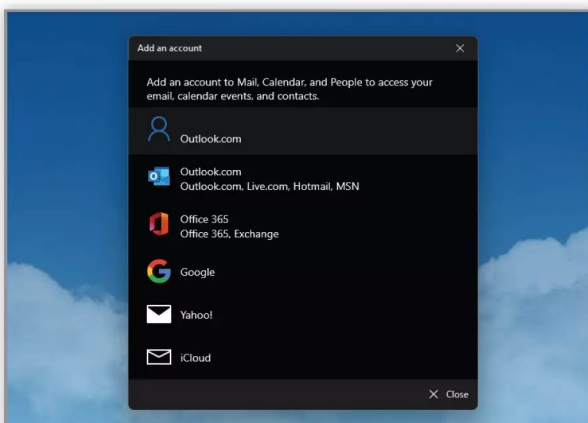 Add an account
Add an account to Mail, Calendar, and People to access your
email, calendar events, and contacts.
Outlook.com
Outlook.com
Outlook.com, Live.com, Hotmail, MSN
Office 365
Office 365, Exchange
Google
Yahoo!
iCloud
Close